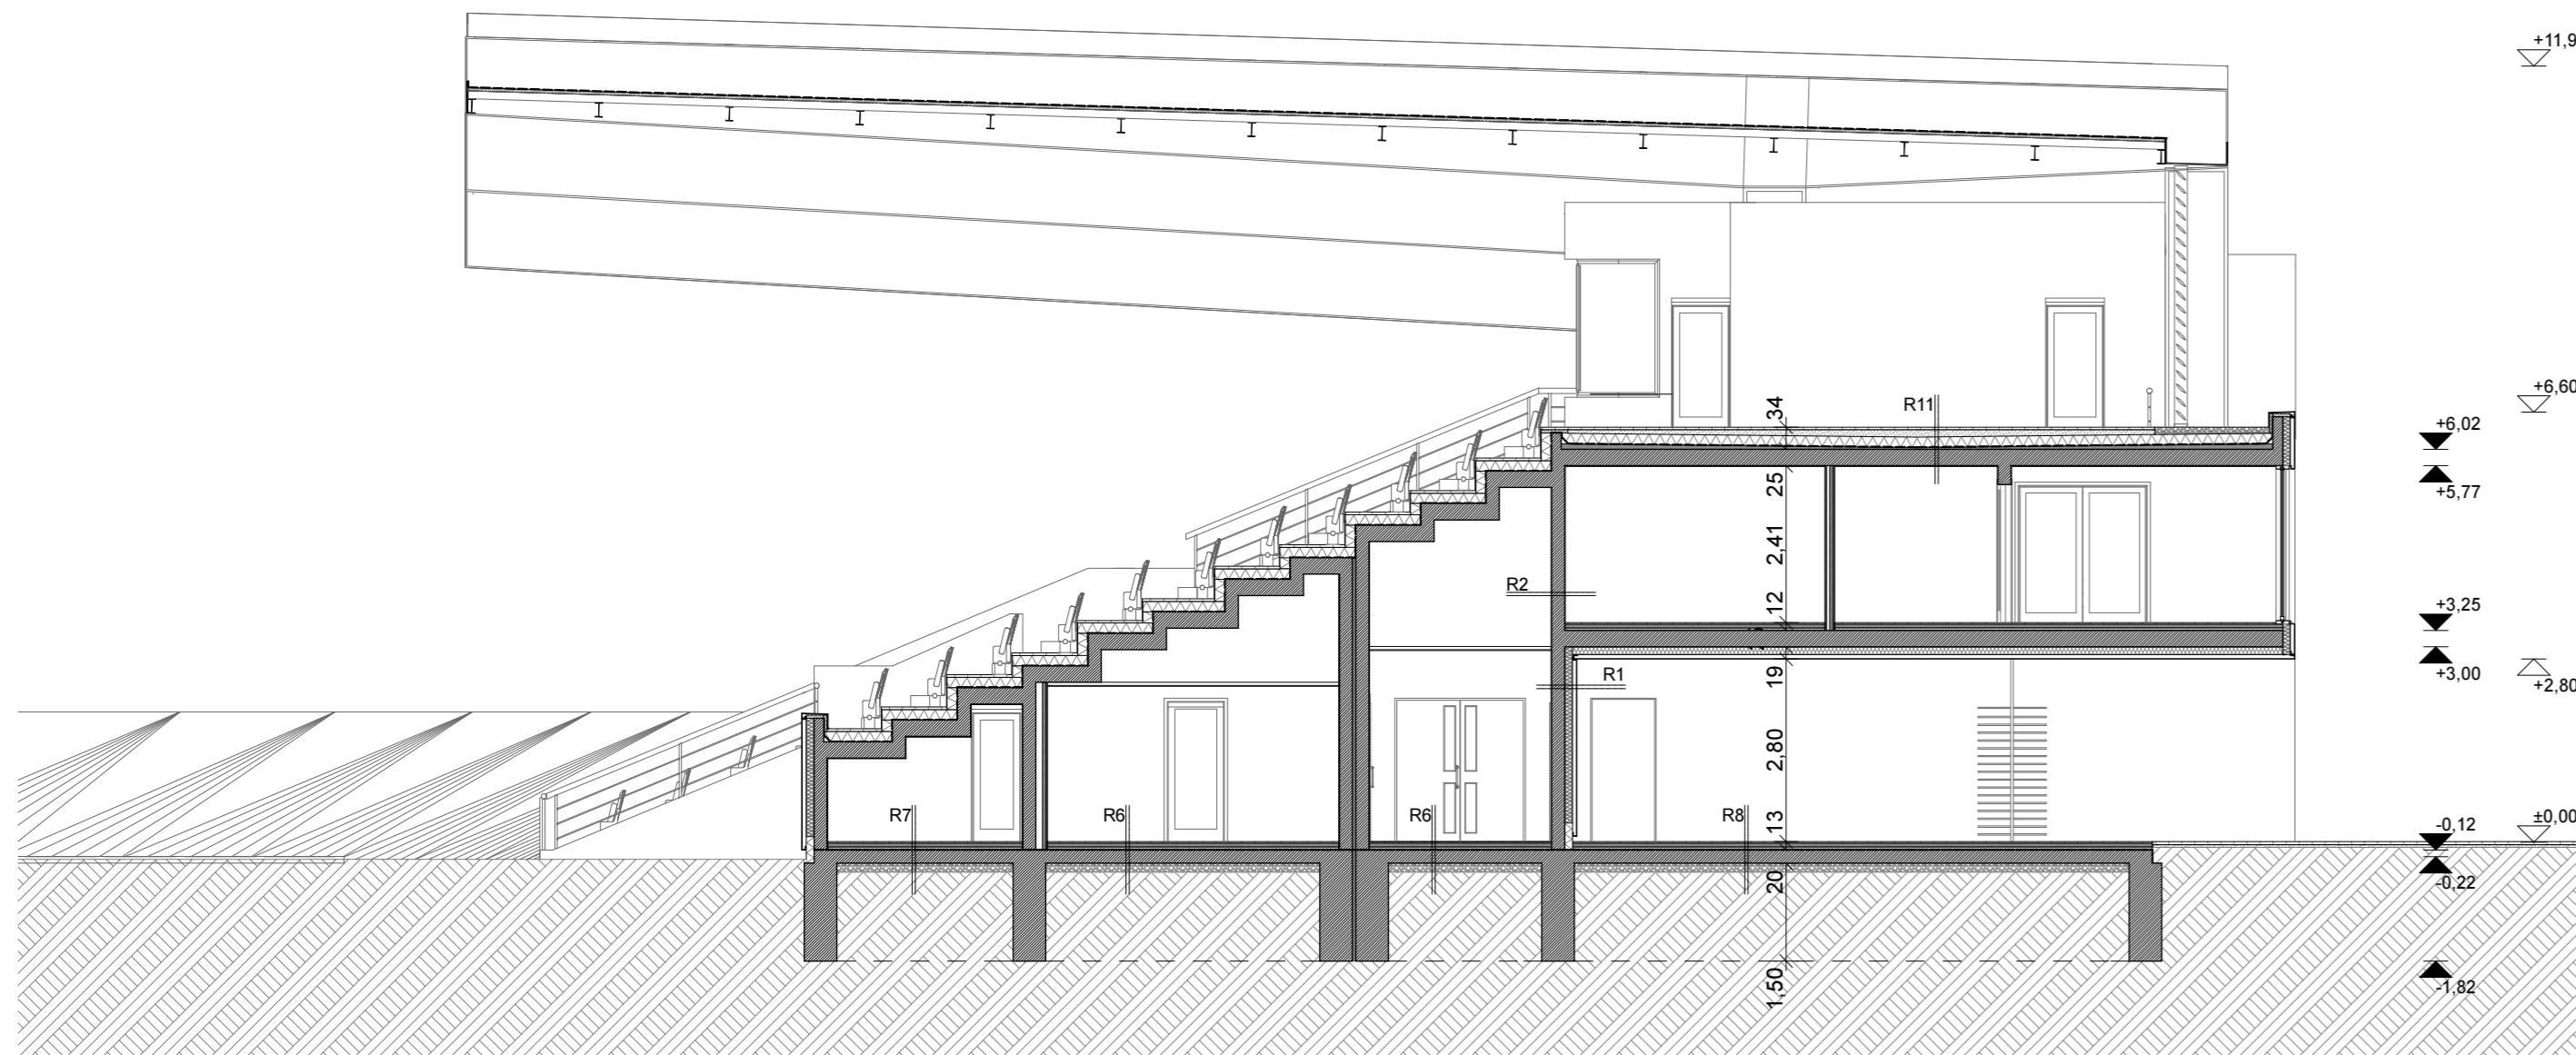 +11,9
+6,60
34
R11
+6,02
25
+5,77
2,41
R2
12
+3,25
19
R1
+3,00
+2,80
2,80
R7
R6
R6
R8
13
-0,12
±0,00
20
-0,22
1,50
-1,82